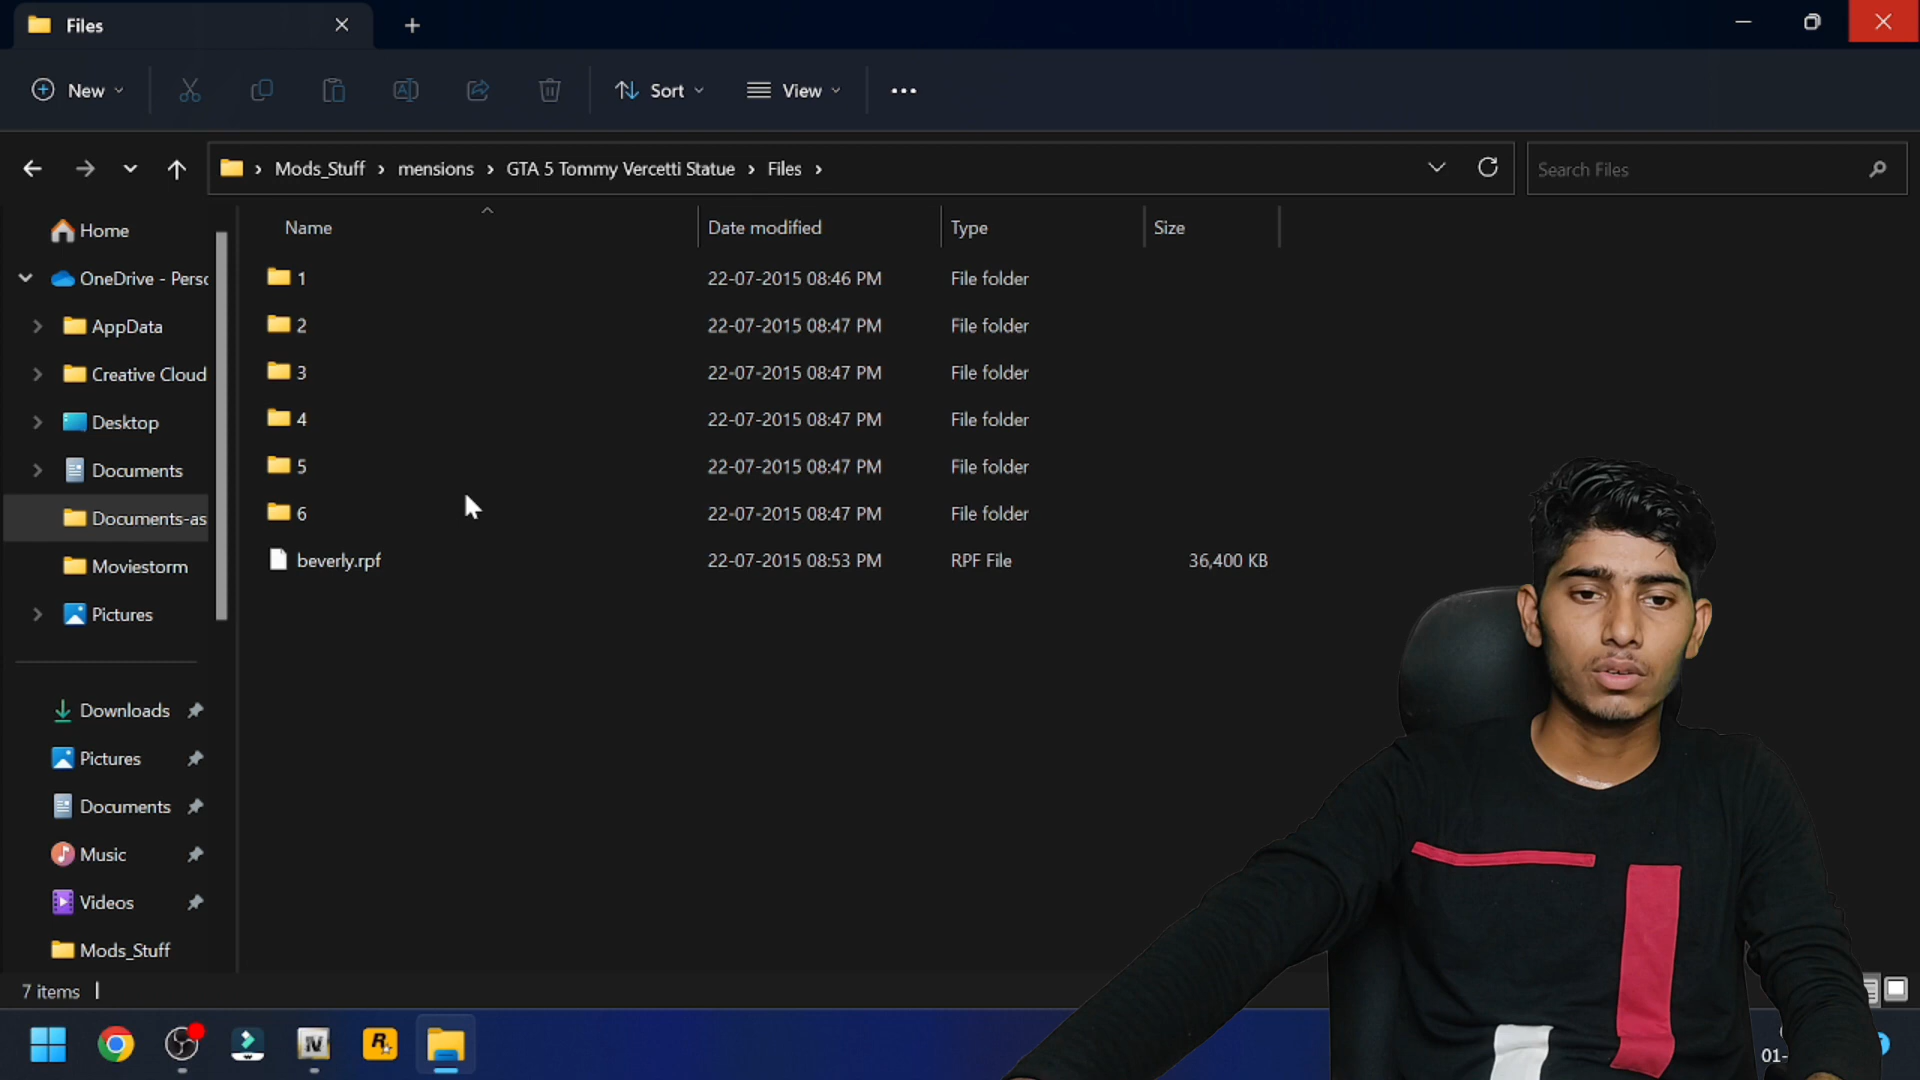 Files
New
Sort
View
Mods_Stuff > mensions > GTA 5 Tommy Vercetti Statue > Files >
Search Files
Name Date modified Type Size
Home
OneDrive - Perso
AppData
Creative Cloud
Desktop
Documents
Documents-as
Moviestorm
Pictures
Downloads
Pictures
Documents
Music
Videos
Mods_Stuff
1 22-07-2015 08:46 PM File folder
2 22-07-2015 08:47 PM File folder
3 22-07-2015 08:47 PM File folder
4 22-07-2015 08:47 PM File folder
5 22-07-2015 08:47 PM File folder
6 22-07-2015 08:47 PM File folder
beverly.rpf 22-07-2015 08:53 PM RPF File 36,400 KB
7 items
IV
R
01-